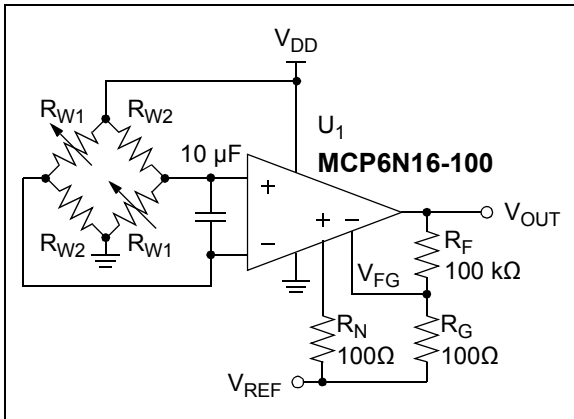 V_DD
R_W1
R_W2
10 µF
U_1
MCP6N16-100
+
+ −
−
V_OUT
R_W2
R_W1
V_FG
R_F
100 kΩ
R_N
100Ω
R_G
100Ω
V_REF